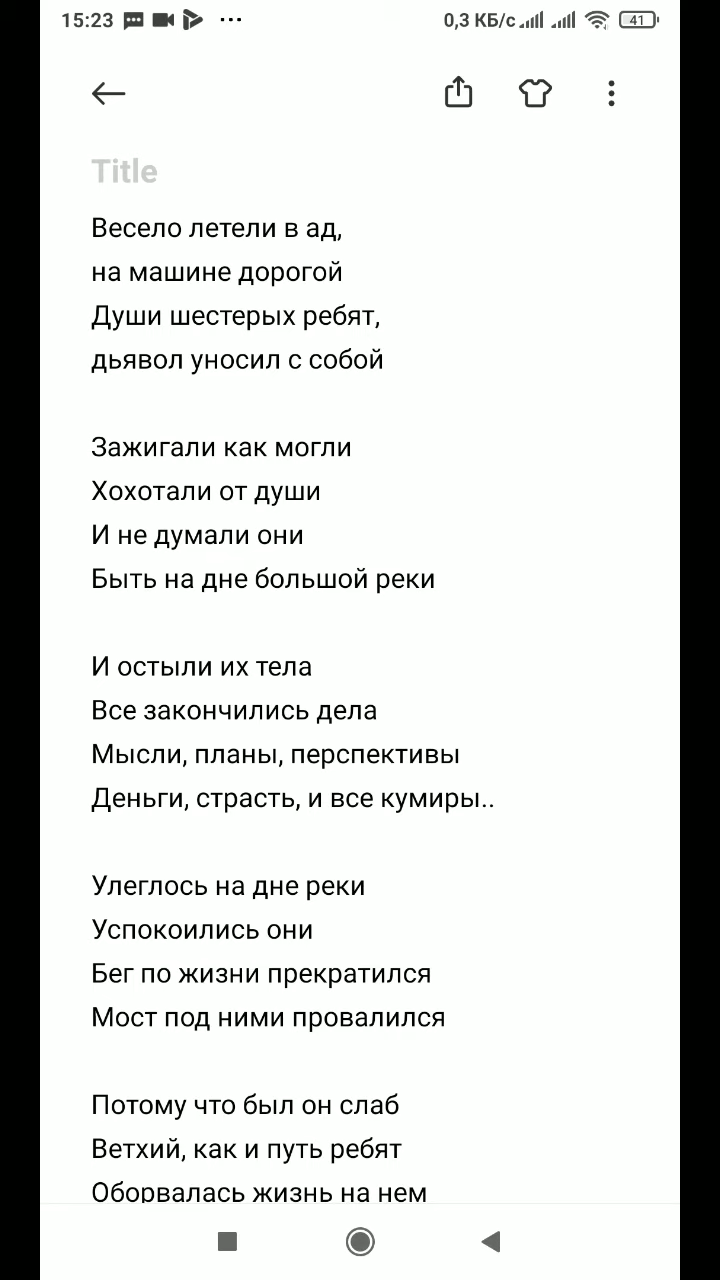 15:23
0,3 КБ/с
41
Title
Весело летели в ад,
на машине дорогой
Души шестерых ребят,
дьявол уносил с собой
Зажигали как могли
Хохотали от души
И не думали они
Быть на дне большой реки
И остыли их тела
Все закончились дела
Мысли, планы, перспективы
Деньги, страсть, и все кумиры..
Улеглось на дне реки
Успокоились они
Бег по жизни прекратился
Мост под ними провалился
Потому что был он слаб
Ветхий, как и путь ребят
Оборвалась жизнь на нем